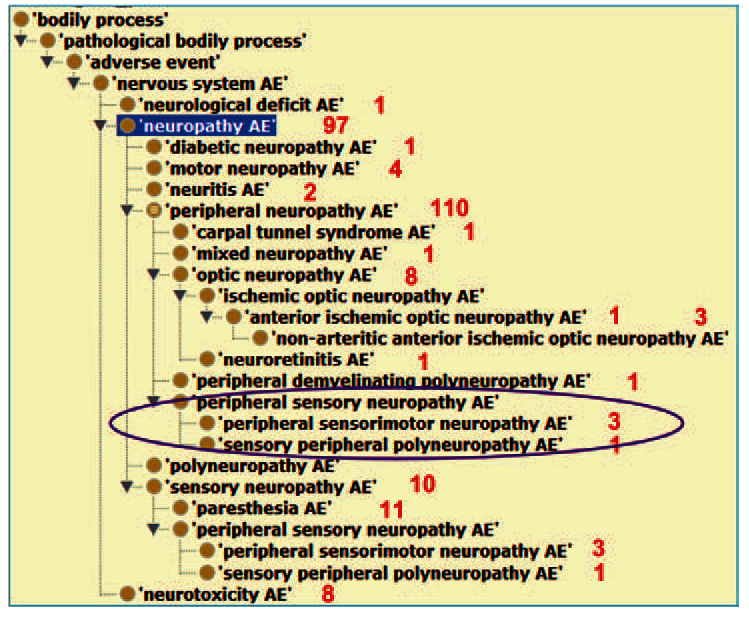 'bodily process'
'pathological bodily process'
'adverse event'
'nervous system AE'
'neurological deficit AE' 1
'neuropathy AE' 97
'diabetic neuropathy AE' 1
'motor neuropathy AE' 4
'neuritis AE' 2
'peripheral neuropathy AE' 110
'carpal tunnel syndrome AE' 1
'mixed neuropathy AE' 1
'optic neuropathy AE' 8
'ischemic optic neuropathy AE'
'anterior ischemic optic neuropathy AE' 1 3
'non-arteritic anterior ischemic optic neuropathy AE'
'neuroretinitis AE' 1
'peripheral demyelinating polyneuropathy AE' 1
'peripheral sensory neuropathy AE'
'peripheral sensorimotor neuropathy AE' 3
'sensory peripheral polyneuropathy AE' 1
'polyneuropathy AE'
'sensory neuropathy AE' 10
'paresthesia AE' 11
'peripheral sensory neuropathy AE'
'peripheral sensorimotor neuropathy AE' 3
'sensory peripheral polyneuropathy AE' 1
'neurotoxicity AE' 8